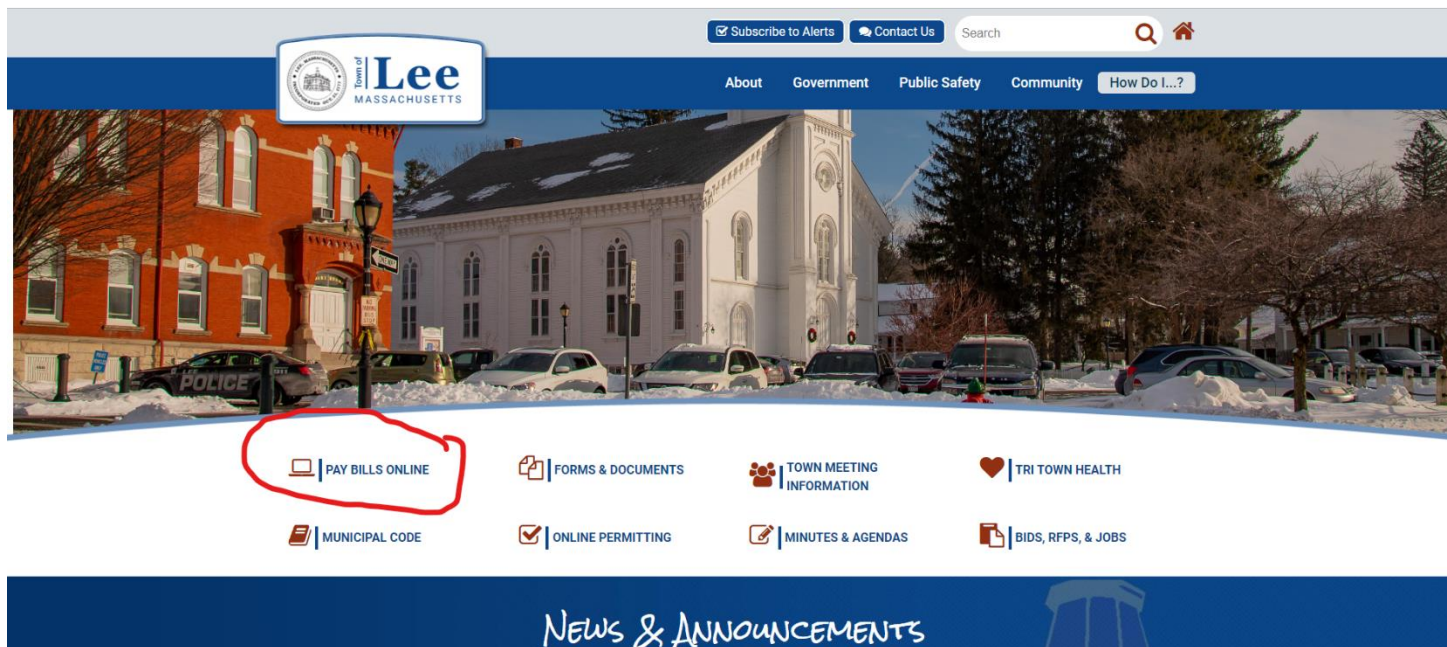 Subscribe to Alerts
Contact Us
Search
Town of
Lee
MASSACHUSETTS
About Government Public Safety Community How Do I...?
ONE WAY
POLICE
PAY BILLS ONLINE
FORMS & DOCUMENTS
TOWN MEETING
INFORMATION
TRI TOWN HEALTH
MUNICIPAL CODE
ONLINE PERMITTING
MINUTES & AGENDAS
BIDS, RFPS, & JOBS
News & Announcements